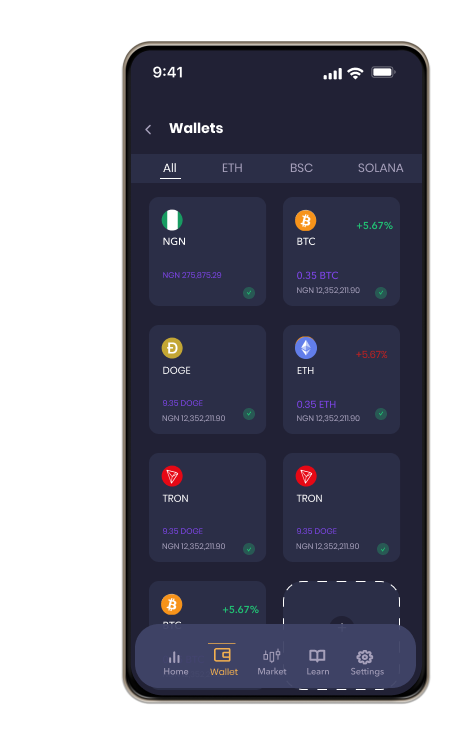 9:41
Wallets
All ETH BSC SOLANA
NGN
NGN 275,875.29
+5.67%
BTC
0.35 BTC
NGN 12,352,211.90
DOGE
9.35 DOGE
NGN 12,352,211.90
+5.67%
ETH
0.35 ETH
NGN 12,352,211.90
TRON
9.35 DOGE
NGN 12,352,211.90
TRON
9.35 DOGE
NGN 12,352,211.90
+5.67%
BTC
Home Wallet Market Learn Settings